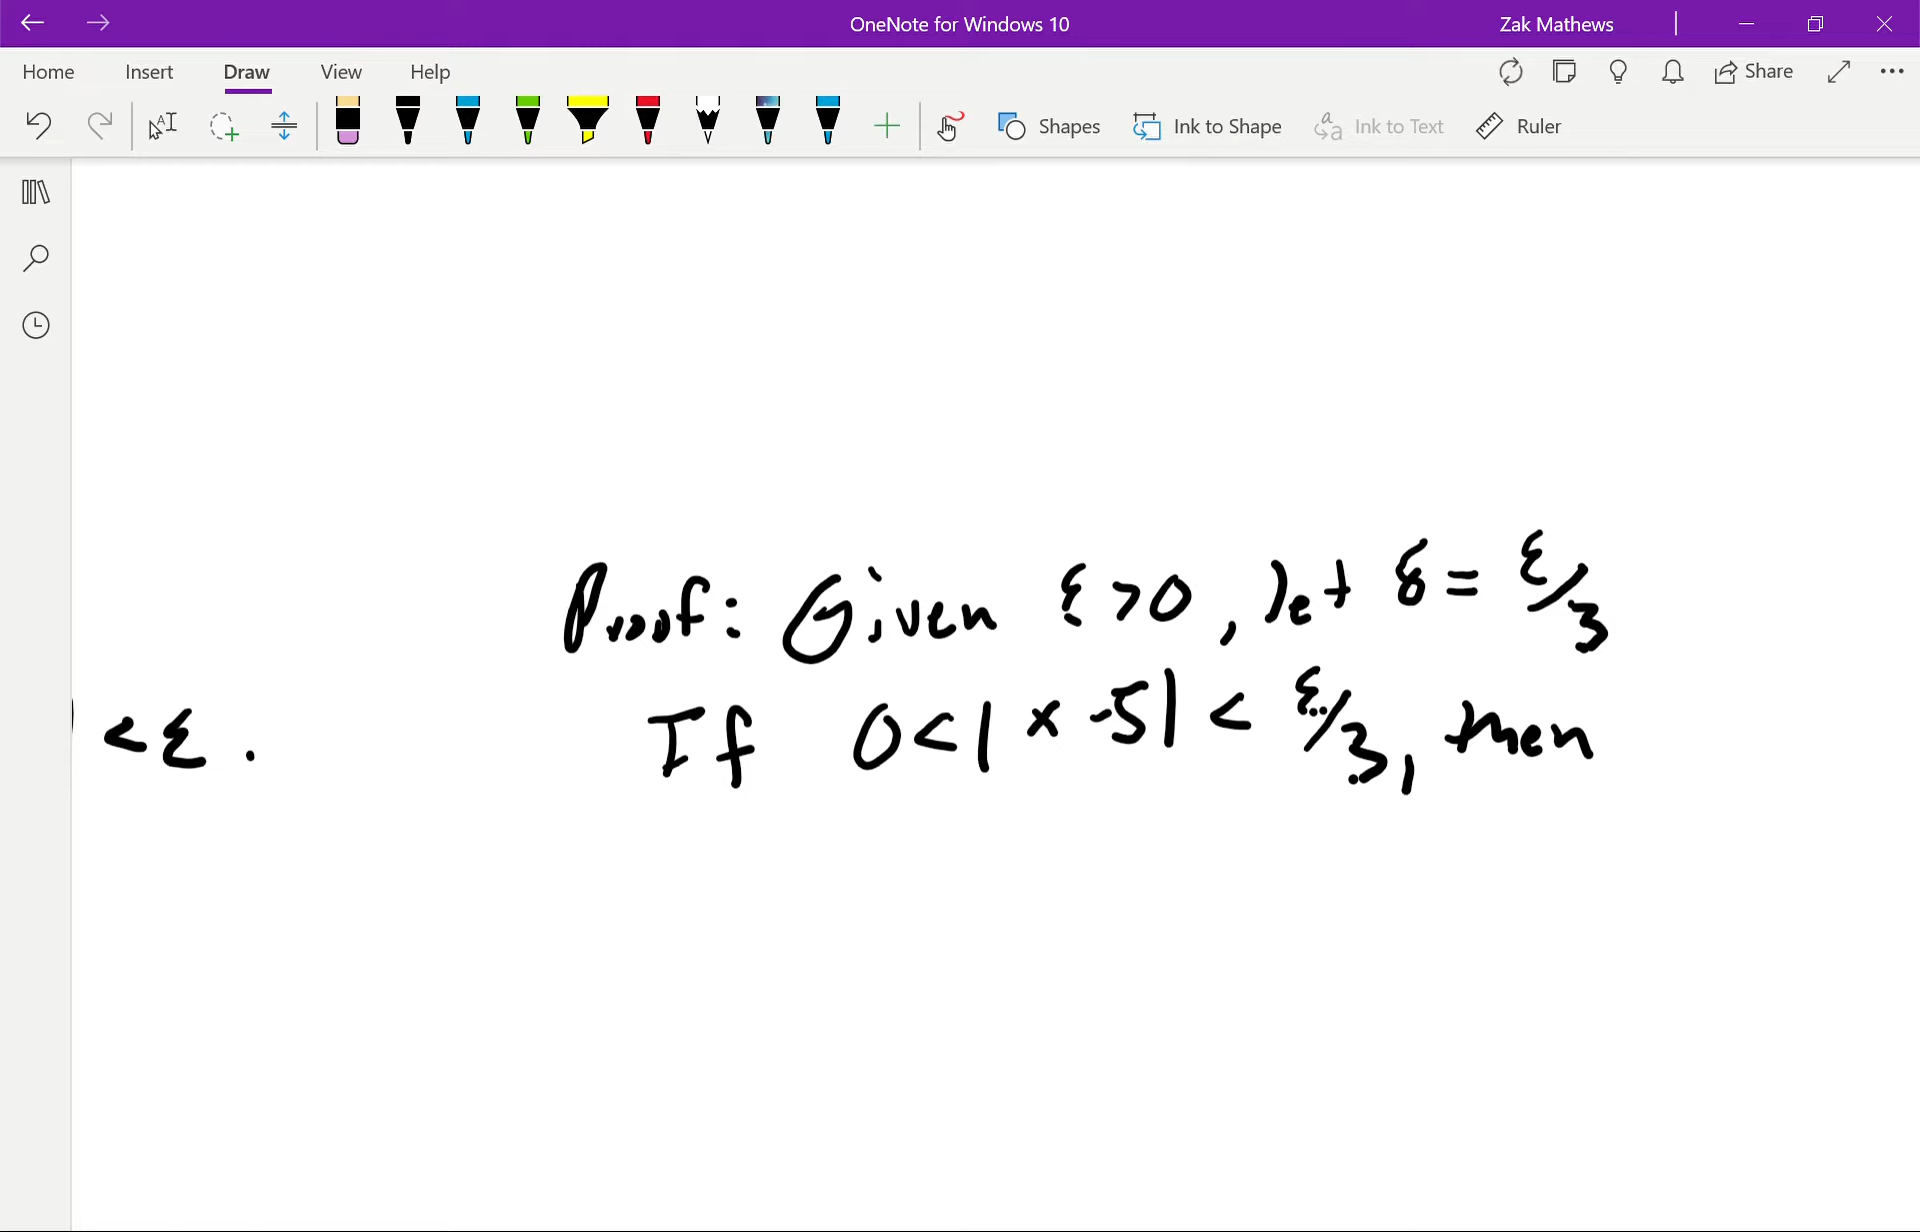 OneNote for Windows 10
Zak Mathews
Home Insert Draw View Help
Share
Shapes Ink to Shape Ink to Text Ruler
Proof: Given ε > 0, let δ = ε/3
< ε .
If 0 < | x - 5 | < ε/3, then